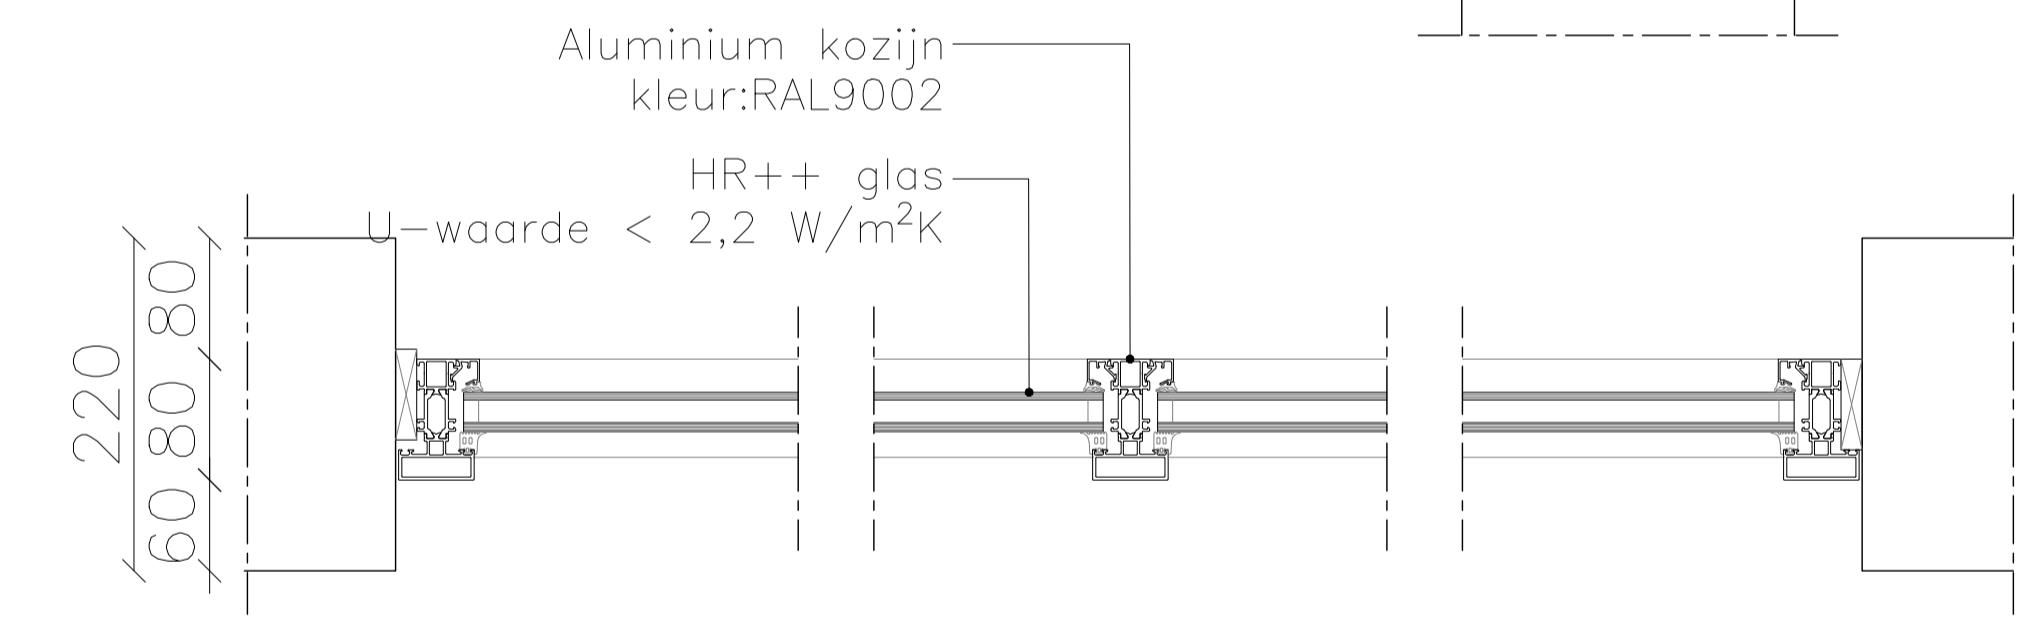 Aluminium kozijn
kleur:RAL9002
HR++ glas
U-waarde < 2,2 W/m²K
220
80
80
60